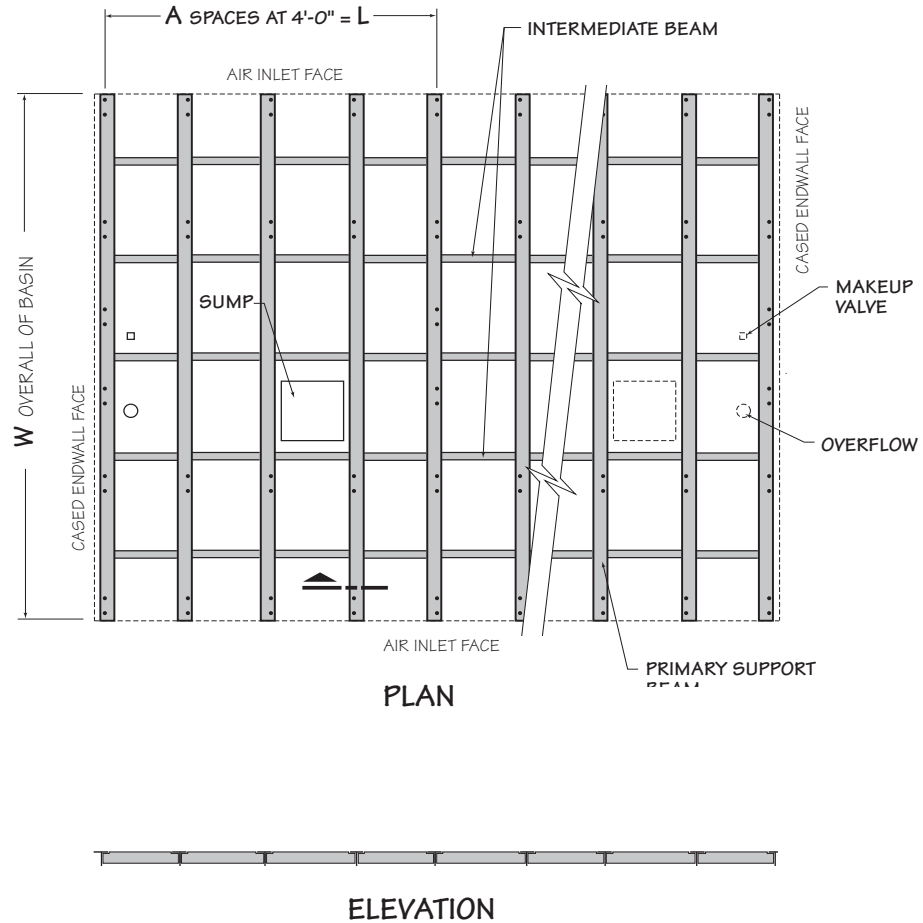 A SPACES AT 4'-0" = L
INTERMEDIATE BEAM
AIR INLET FACE
CASED ENDWALL FACE
W OVERALL OF BASIN
SUMP
MAKEUP
VALVE
CASED ENDWALL FACE
OVERFLOW
AIR INLET FACE
PRIMARY SUPPORT
BEAM
PLAN
ELEVATION